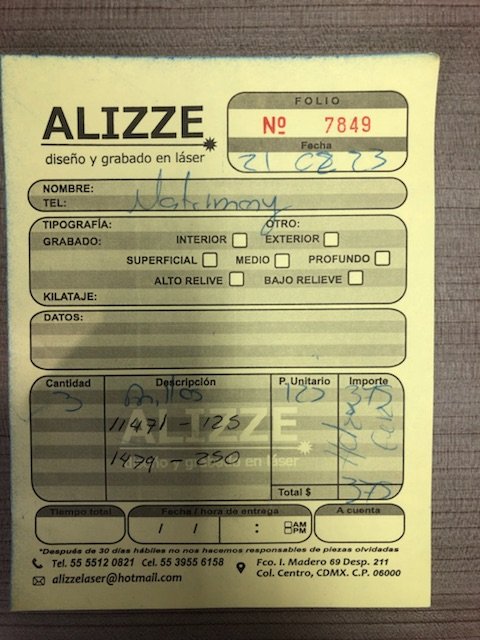 ALIZZE
diseño y grabado en láser
FOLIO
Nº 7849
Fecha
21 02 23
NOMBRE:
TEL: Matrimony
TIPOGRAFÍA: OTRO:
GRABADO: INTERIOR EXTERIOR
SUPERFICIAL MEDIO PROFUNDO
ALTO RELIVE BAJO RELIEVE
KILATAJE:
DATOS:
Cantidad Descripción P. Unitario Importe
3 Anillos 125 375
11471 - 125
ALIZZE
1479 - 250
diseño y grabado en láser
Total $ 375
Tiempo total Fecha / hora de entrega A cuenta
/ / : AM
PM
*Después de 30 días hábiles no nos hacemos responsables de piezas olvidadas
Tel. 55 5512 0821 Cel. 55 3955 6158
alizzelaser@hotmail.com
Fco. I. Madero 69 Desp. 211
Col. Centro, CDMX. C.P. 06000